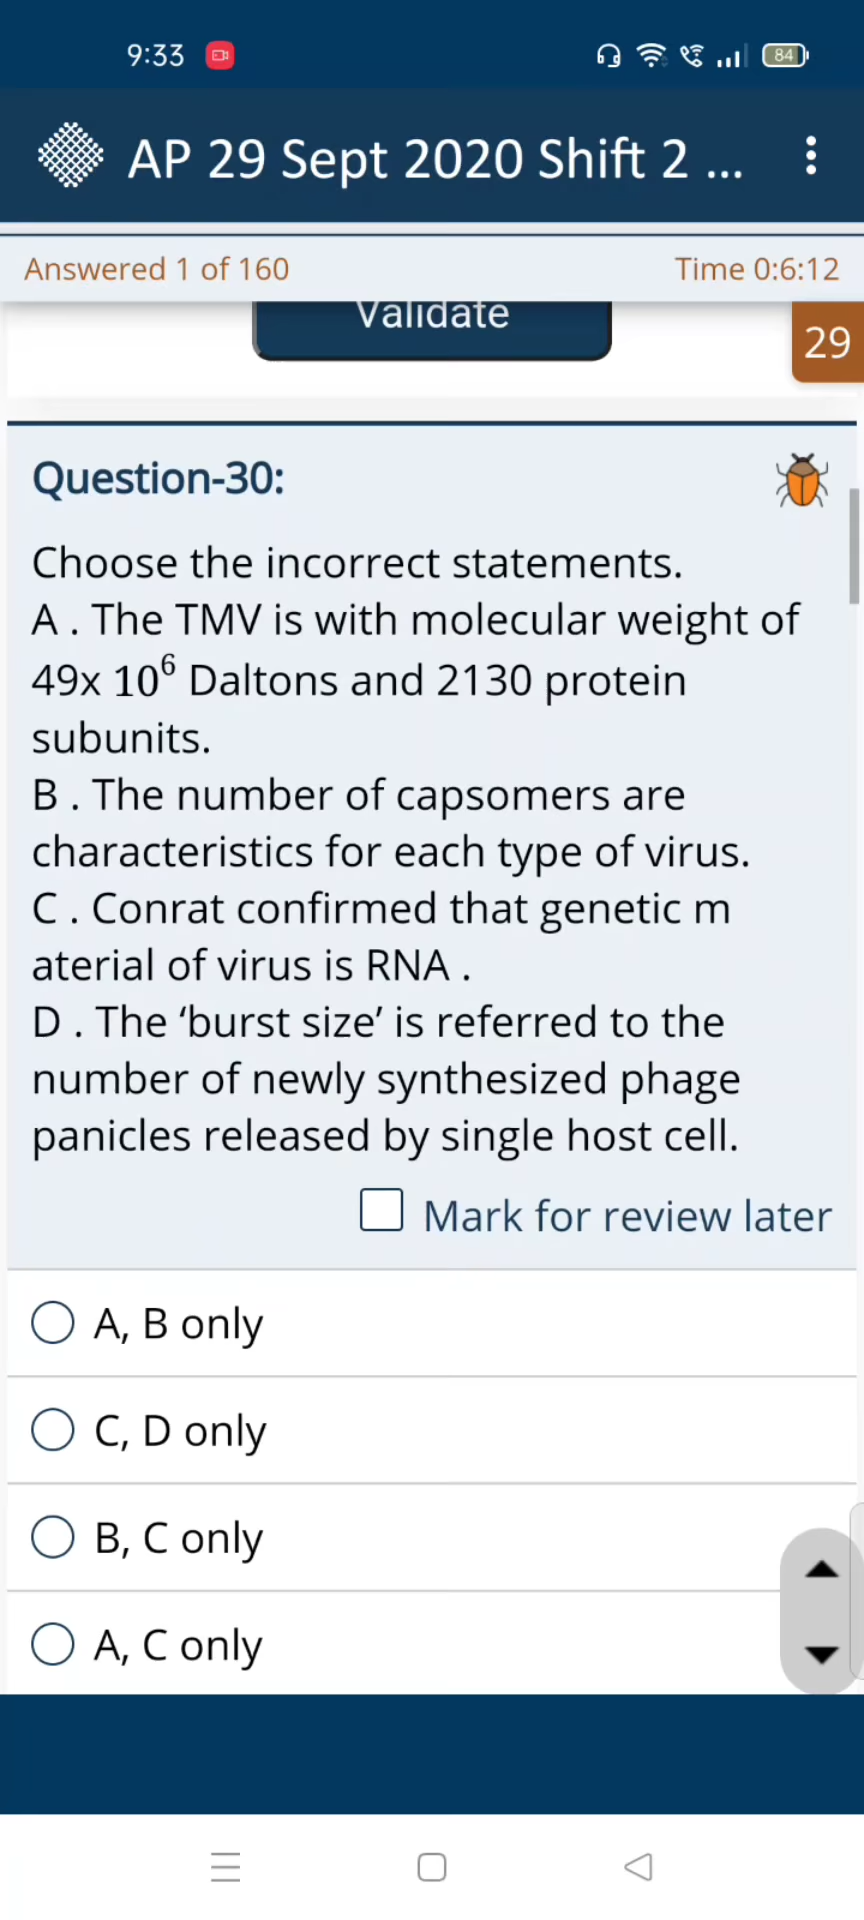 9:33
84
AP 29 Sept 2020 Shift 2 ...
Answered 1 of 160
Time 0:6:12
Validate
29
Question-30:
Choose the incorrect statements.
A . The TMV is with molecular weight of
49x 10⁶ Daltons and 2130 protein
subunits.
B . The number of capsomers are
characteristics for each type of virus.
C . Conrat confirmed that genetic m
aterial of virus is RNA .
D . The ‘burst size’ is referred to the
number of newly synthesized phage
panicles released by single host cell.
Mark for review later
A, B only
C, D only
B, C only
A, C only